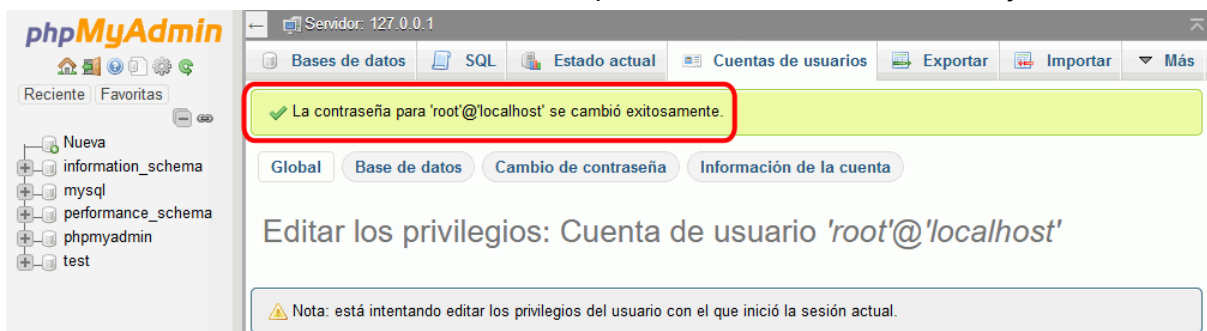 phpMyAdmin
Reciente Favoritas
Nueva
information_schema
mysql
performance_schema
phpmyadmin
test
Servidor: 127.0.0.1
Bases de datos SQL Estado actual Cuentas de usuarios Exportar Importar Más
La contraseña para 'root'@'localhost' se cambió exitosamente.
Global Base de datos Cambio de contraseña Información de la cuenta
Editar los privilegios: Cuenta de usuario 'root'@'localhost'
Nota: está intentando editar los privilegios del usuario con el que inició la sesión actual.